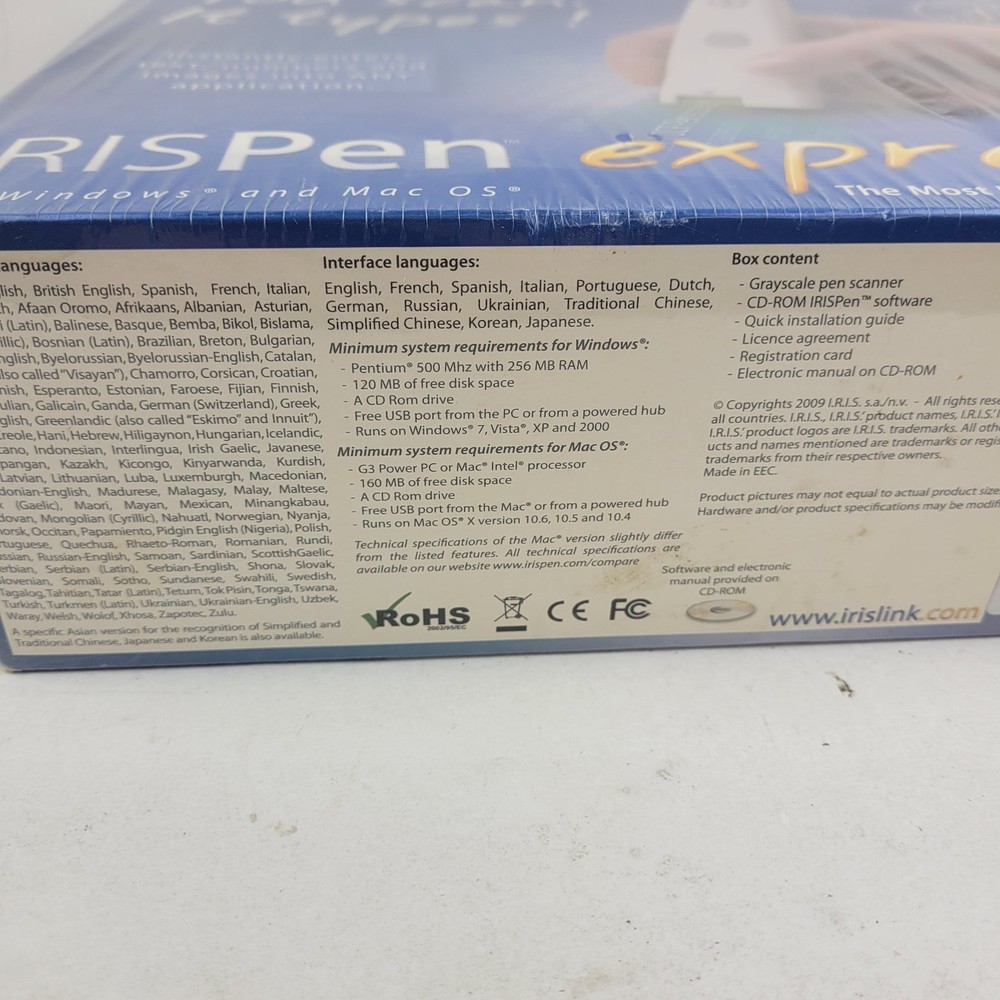 it types !
images into ANY
application.
RISPen™ expre
Windows® and Mac OS®
The Most
anguages:
lish, British English, Spanish, French, Italian,
h, Afaan Oromo, Afrikaans, Albanian, Asturian,
i (Latin), Balinese, Basque, Bemba, Bikol, Bislama,
illic), Bosnian (Latin), Brazilian, Breton, Bulgarian,
nglish, Byelorussian, Byelorussian-English, Catalan,
lso called "Visayan"), Chamorro, Corsican, Croatian,
nish, Esperanto, Estonian, Faroese, Fijian, Finnish,
ulian, Galicain, Ganda, German (Switzerland), Greek,
glish, Greenlandic (also called "Eskimo" and Innuit"),
reole, Hani, Hebrew, Hiligaynon, Hungarian, Icelandic,
cano, Indonesian, Interlingua, Irish Gaelic, Javanese,
pangan, Kazakh, Kicongo, Kinyarwanda, Kurdish,
Latvian, Lithuanian, Luba, Luxemburgh, Macedonian,
donian-English, Madurese, Malagasy, Malay, Maltese,
x (Gaelic), Maori, Mayan, Mexican, Minangkabau,
dovan, Mongolian (Cyrillic), Nahuatl, Norwegian, Nynanja,
norsk, Occitan, Papamiento, Pidgin English (Nigeria), Polish,
rtuguese, Quechua, Rhaeto-Roman, Romanian, Rundi,
ssian, Russian-English, Samoan, Sardinian, ScottishGaelic,
erbian, Serbian (Latin), Serbian-English, Shona, Slovak,
lovenian, Somali, Sotho, Sundanese, Swahili, Swedish,
Tagalog, Tahitian, Tatar (Latin), Tetum, Tok Pisin, Tonga, Tswana,
Turkish, Turkmen (Latin), Ukrainian, Ukrainian-English, Uzbek,
Waray, Welsh, Wolof, Xhosa, Zapotec, Zulu.
A specific Asian version for the recognition of Simplified and
Traditional Chinese, Japanese and Korean is also available.
Interface languages:
English, French, Spanish, Italian, Portuguese, Dutch,
German, Russian, Ukrainian, Traditional Chinese,
Simplified Chinese, Korean, Japanese.
Minimum system requirements for Windows®:
- Pentium® 500 Mhz with 256 MB RAM
- 120 MB of free disk space
- A CD Rom drive
- Free USB port from the PC or from a powered hub
- Runs on Windows® 7, Vista®, XP and 2000
Minimum system requirements for Mac OS®:
- G3 Power PC or Mac® Intel® processor
- 160 MB of free disk space
- A CD Rom drive
- Free USB port from the Mac® or from a powered hub
- Runs on Mac OS® X version 10.6, 10.5 and 10.4
Technical specifications of the Mac® version slightly differ
from the listed features. All technical specifications are
available on our website www.irispen.com/compare
RoHS
2002/95/EC
CE FC
Box content
- Grayscale pen scanner
- CD-ROM IRISPen™ software
- Quick installation guide
- Licence agreement
- Registration card
- Electronic manual on CD-ROM
© Copyrights 2009 I.R.I.S. s.a./n.v. - All rights rese
all countries. I.R.I.S., I.R.I.S.' product names, I.R.I.S.'
I.R.I.S.' product logos are I.R.I.S. trademarks. All oth
ucts and names mentioned are trademarks or regis
trademarks from their respective owners.
Made in EEC.
Product pictures may not equal to actual product size
Hardware and/or product specifications may be modifi
Software and electronic
manual provided on
CD-ROM
www.irislink.com